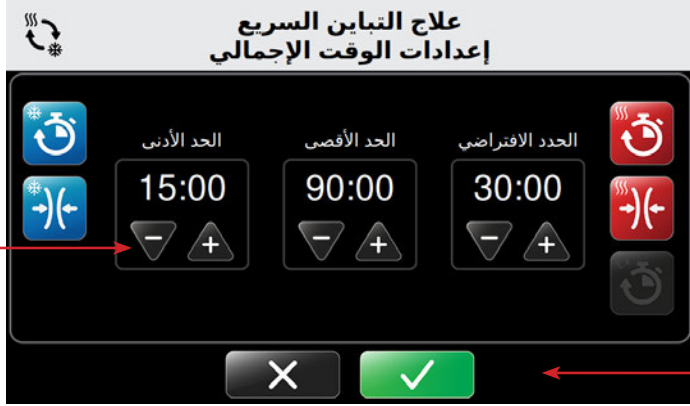 علاج التباين السريع
إعدادات الوقت الإجمالي
الحدد الافتراضي
الحد الأقصى
الحد الأدنى
30:00
90:00
15:00